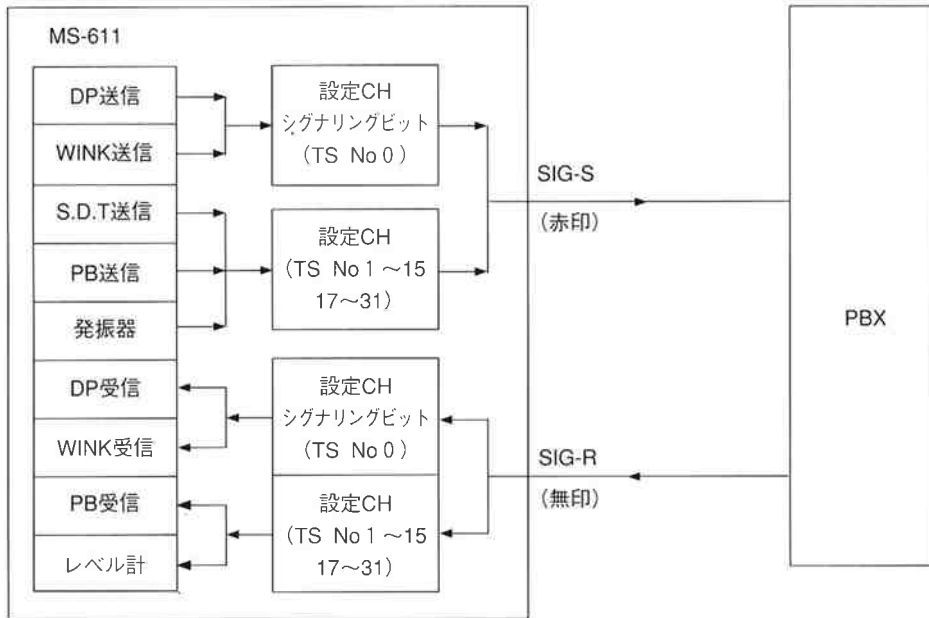 MS-611
DP送信
WINK送信
S.D.T送信
PB送信
発振器
DP受信
WINK受信
PB受信
レベル計
設定CH
シグナリングビット
(TS No 0)
設定CH
(TS No 1～15
17～31)
設定CH
シグナリングビット
(TS No 0)
設定CH
(TS No 1～15
17～31)
SIG-S
(赤印)
SIG-R
(無印)
PBX